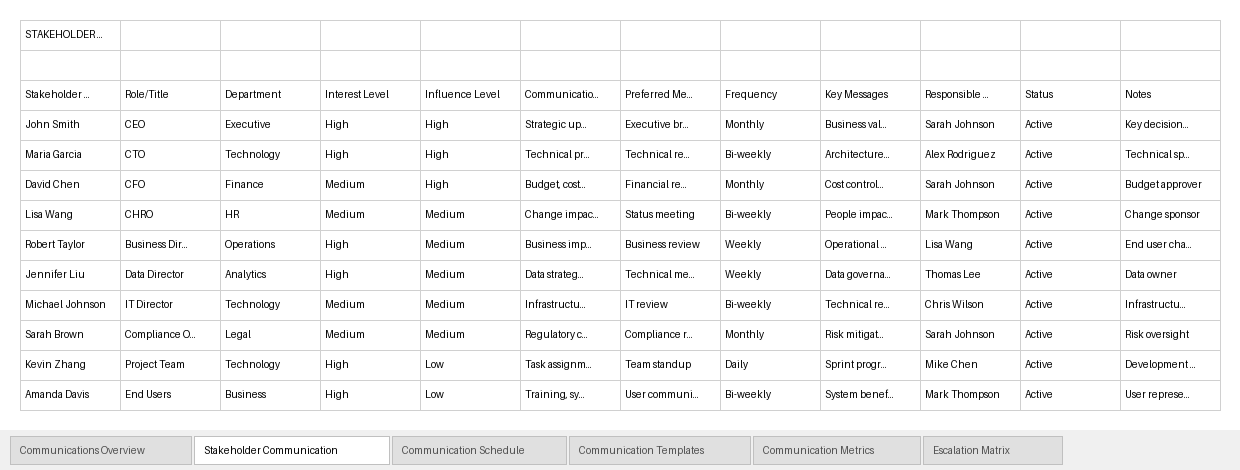 STAKEHOLDER...
Stakeholder... Role/Title Department Interest Level Influence Level Communicatio... Preferred Me... Frequency Key Messages Responsible... Status Notes
John Smith CEO Executive High High Strategic up... Executive br... Monthly Business val... Sarah Johnson Active Key decision...
Maria Garcia CTO Technology High High Technical pr... Technical re... Bi-weekly Architecture... Alex Rodriguez Active Technical sp...
David Chen CFO Finance Medium High Budget, cost... Financial re... Monthly Cost control... Sarah Johnson Active Budget approver
Lisa Wang CHRO HR Medium Medium Change impac... Status meeting Bi-weekly People impac... Mark Thompson Active Change sponsor
Robert Taylor Business Dir... Operations High Medium Business imp... Business review Weekly Operational... Lisa Wang Active End user cha...
Jennifer Liu Data Director Analytics High Medium Data strateg... Technical me... Weekly Data governa... Thomas Lee Active Data owner
Michael Johnson IT Director Technology Medium Medium Infrastructu... IT review Bi-weekly Technical re... Chris Wilson Active Infrastructu...
Sarah Brown Compliance O... Legal Medium Medium Regulatory c... Compliance r... Monthly Risk mitigat... Sarah Johnson Active Risk oversight
Kevin Zhang Project Team Technology High Low Task assignm... Team standup Daily Sprint progr... Mike Chen Active Development...
Amanda Davis End Users Business High Low Training, sy... User communi... Bi-weekly System benef... Mark Thompson Active User represe...
Communications Overview Stakeholder Communication Communication Schedule Communication Templates Communication Metrics Escalation Matrix